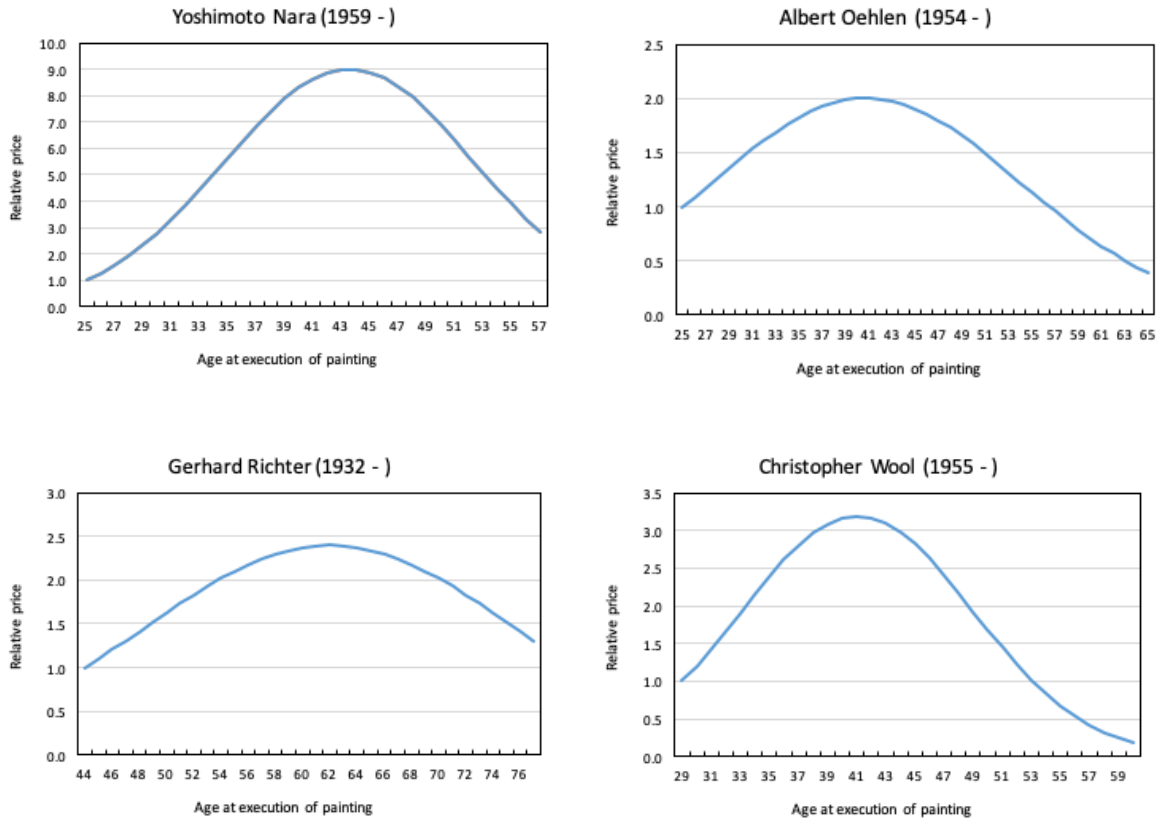 Yoshimoto Nara (1959 - )
10.0
9.0
8.0
7.0
6.0
5.0
4.0
3.0
2.0
1.0
0.0
Relative price
25 27 29 31 33 35 37 39 41 43 45 47 49 51 53 55 57
Age at execution of painting
Albert Oehlen (1954 - )
2.5
2.0
1.5
1.0
0.5
0.0
Relative price
25 27 29 31 33 35 37 39 41 43 45 47 49 51 53 55 57 59 61 63 65
Age at execution of painting
Gerhard Richter (1932 - )
3.0
2.5
2.0
1.5
1.0
0.5
0.0
Relative price
44 46 48 50 52 54 56 58 60 62 64 66 68 70 72 74 76
Age at execution of painting
Christopher Wool (1955 - )
3.5
3.0
2.5
2.0
1.5
1.0
0.5
0.0
Relative price
29 31 33 35 37 39 41 43 45 47 49 51 53 55 57 59
Age at execution of painting